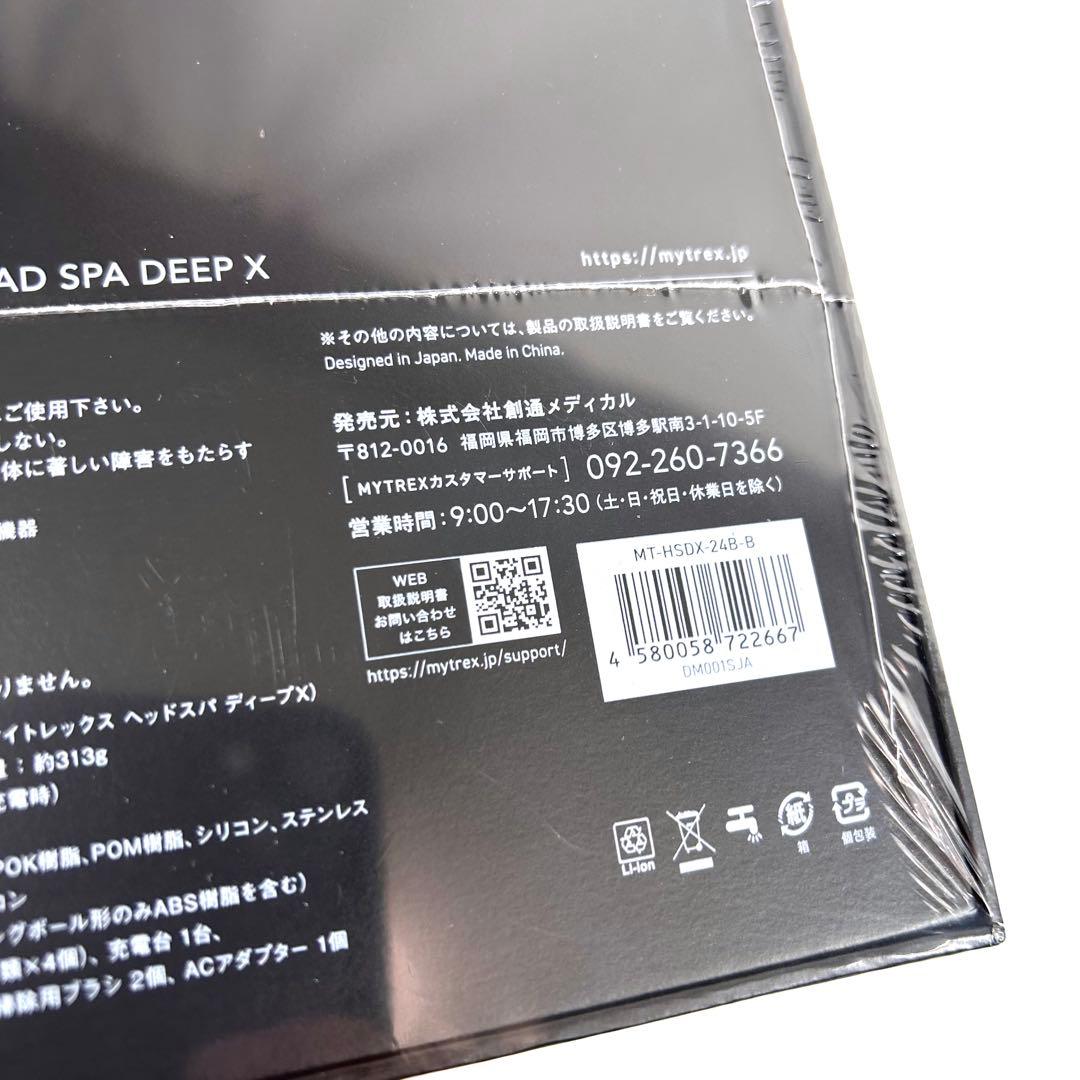 AD SPA DEEP X
https://mytrex.jp
※その他の内容については、製品の取扱説明書をご覧ください。
Designed in Japan. Made in China.
ご使用下さい。
しない。
体に著しい障害をもたらす
機器
発売元：株式会社創通メディカル
〒812-0016 福岡県福岡市博多区博多駅南3-1-10-5F
[MYTREXカスタマーサポート] 092-260-7366
営業時間：9:00〜17:30（土・日・祝日・休業日を除く）
WEB
取扱説明書
お問い合わせ
はこちら
https://mytrex.jp/support/
MT-HSDX-24B-B
4 580058 722667
DM001SJA
りません。
イトレックス ヘッドスパ ディープX）
：約313g
充電時）
POK樹脂、POM樹脂、シリコン、ステンレス
コン
グボール形のみABS樹脂を含む）
類×4個）、充電台 1台、
掃除用ブラシ 2個、ACアダプター 1個
Li-ion
紙
箱
プラ
個包装